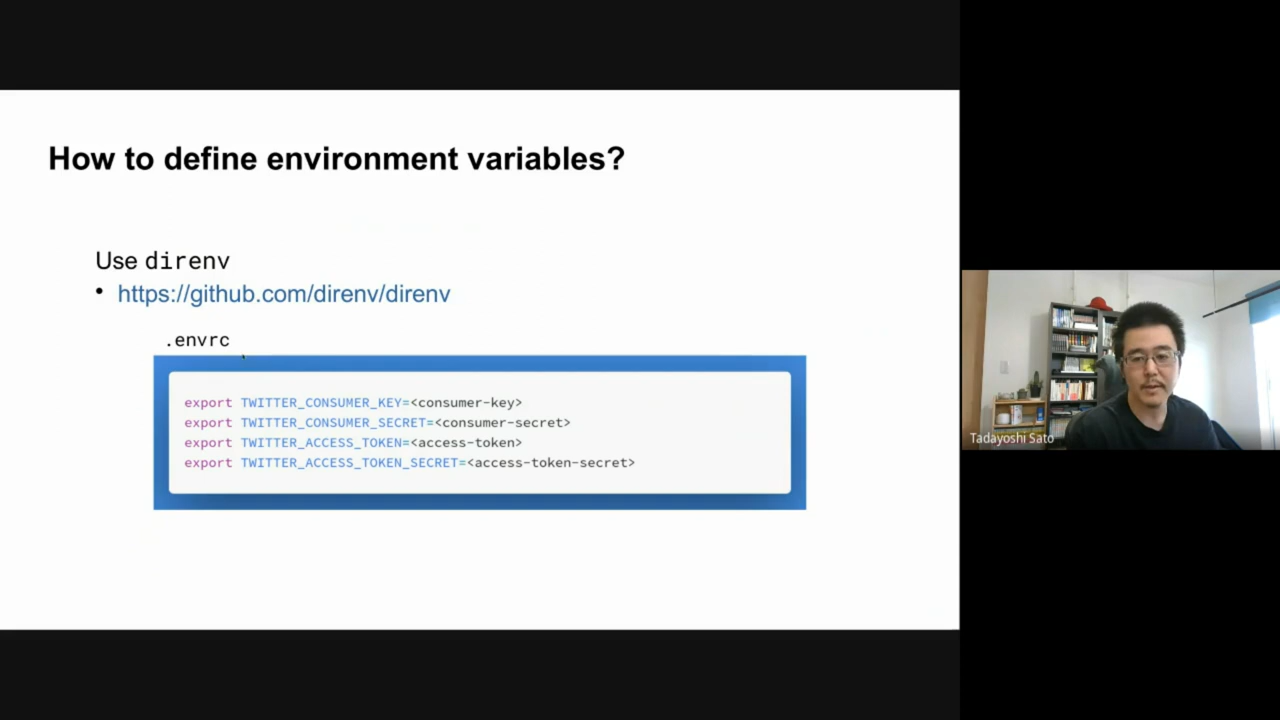 How to define environment variables?
Use direnv
• https://github.com/direnv/direnv
.envrc
export TWITTER_CONSUMER_KEY=<consumer-key>
export TWITTER_CONSUMER_SECRET=<consumer-secret>
export TWITTER_ACCESS_TOKEN=<access-token>
export TWITTER_ACCESS_TOKEN_SECRET=<access-token-secret>
Tadayoshi Sato